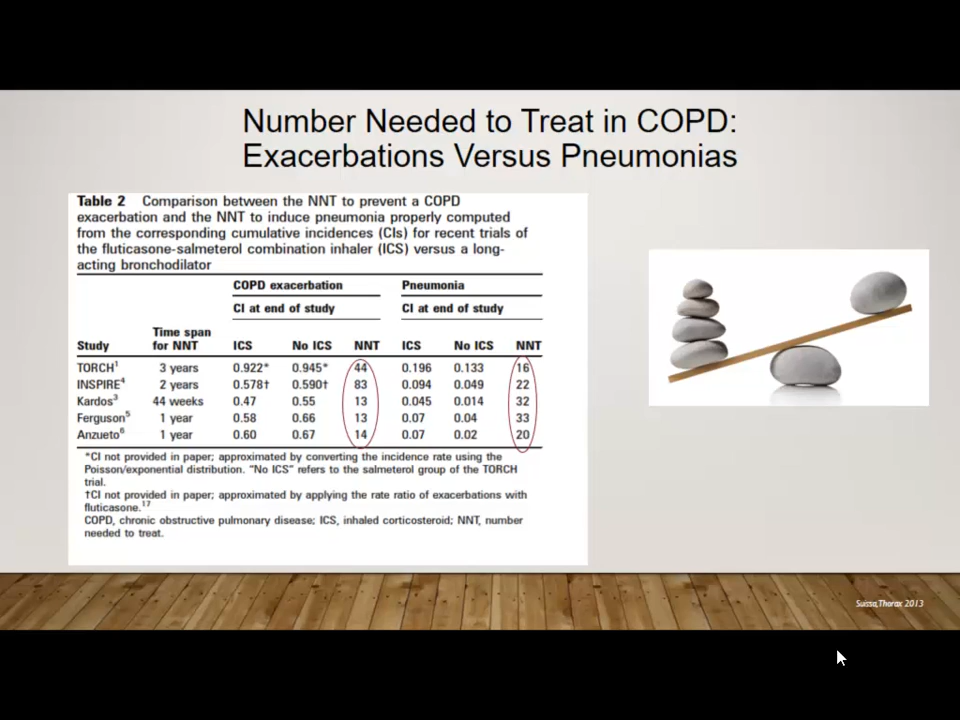 Number Needed to Treat in COPD:
Exacerbations Versus Pneumonias
Table 2 Comparison between the NNT to prevent a COPD
exacerbation and the NNT to induce pneumonia properly computed
from the corresponding cumulative incidences (CIs) for recent trials of
the fluticasone-salmeterol combination inhaler (ICS) versus a long-
acting bronchodilator
COPD exacerbation Pneumonia
CI at end of study CI at end of study
Time span
Study for NNT ICS No ICS NNT ICS No ICS NNT
TORCH1 3 years 0.922* 0.945* 44 0.196 0.133 16
INSPIRE4 2 years 0.578† 0.590† 83 0.094 0.049 22
Kardos3 44 weeks 0.47 0.55 13 0.045 0.014 32
Ferguson5 1 year 0.58 0.66 13 0.07 0.04 33
Anzueto6 1 year 0.60 0.67 14 0.07 0.02 20
*CI not provided in paper; approximated by converting the incidence rate using the
Poisson/exponential distribution. “No ICS” refers to the salmeterol group of the TORCH
trial.
†CI not provided in paper; approximated by applying the rate ratio of exacerbations with
fluticasone.17
COPD, chronic obstructive pulmonary disease; ICS, inhaled corticosteroid; NNT, number
needed to treat.
Suissa,Thorax 2013